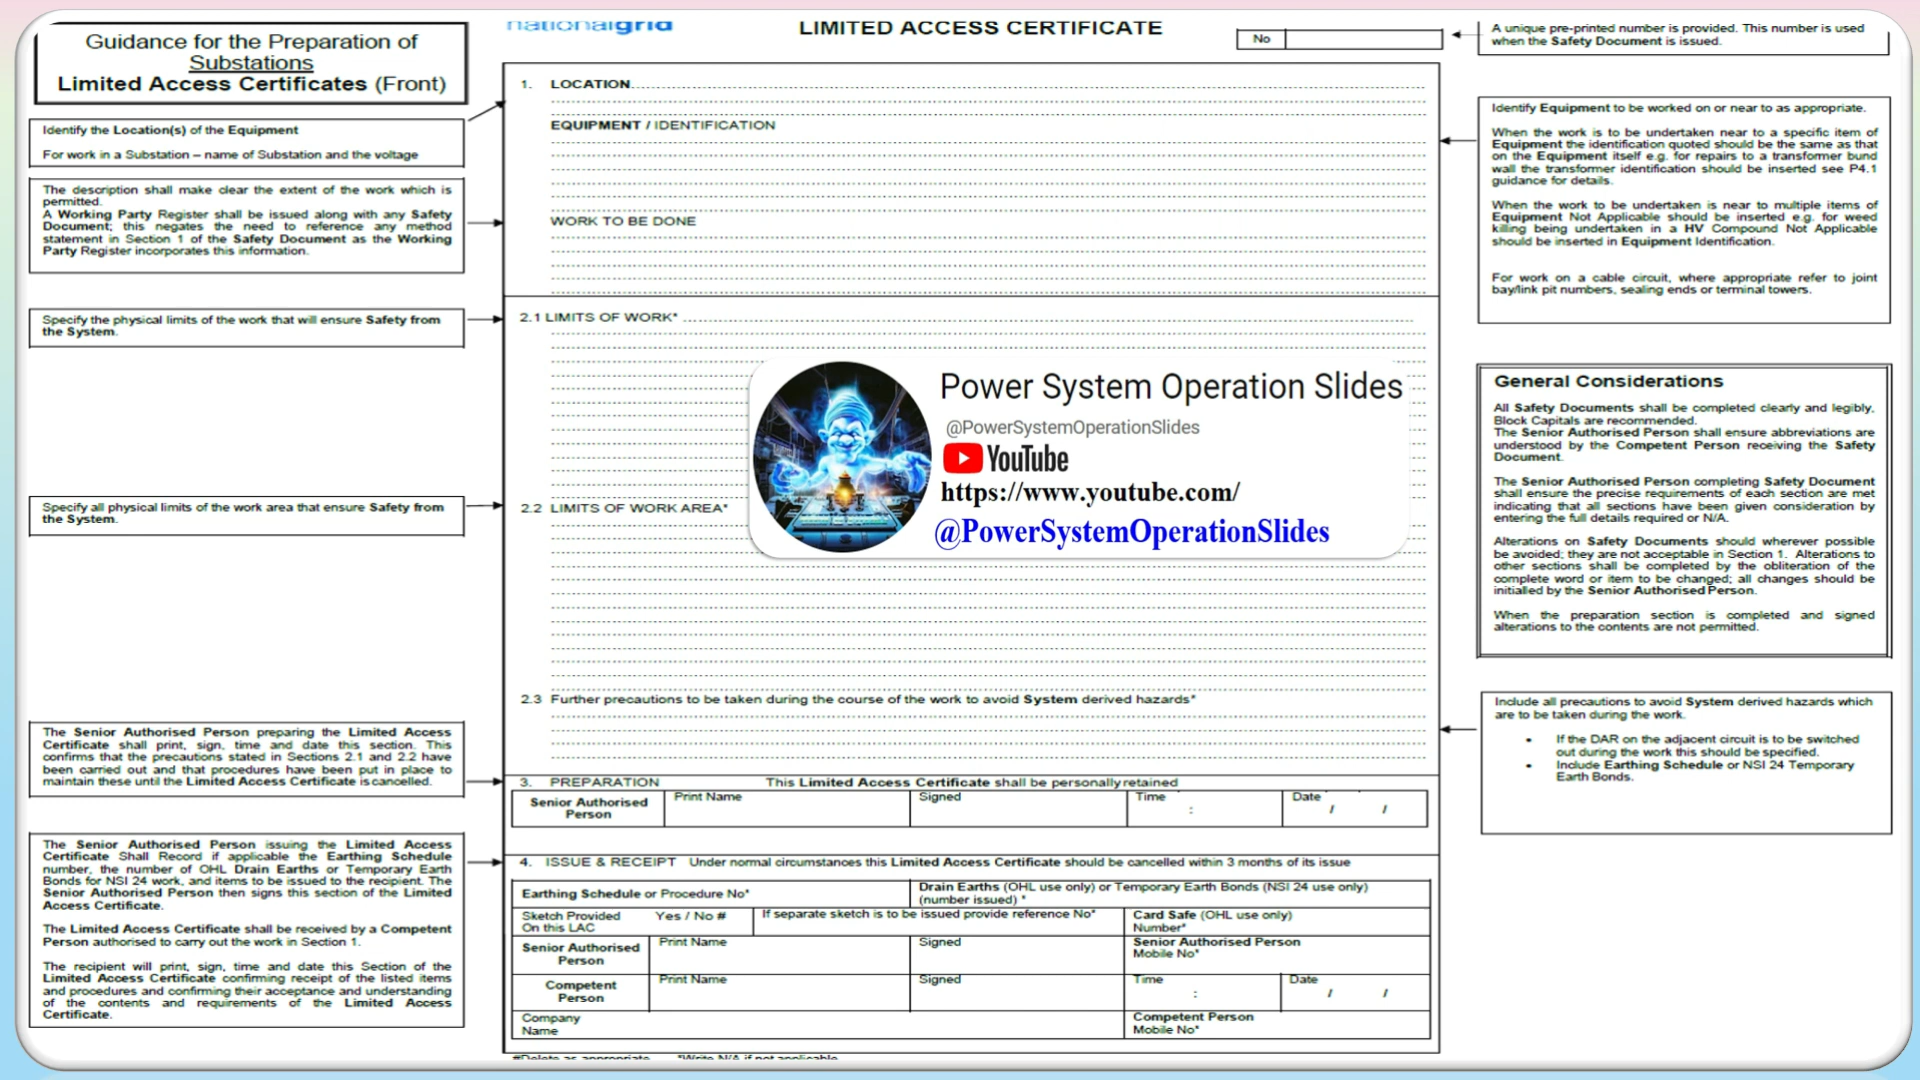 Guidance for the Preparation of
Substations
Limited Access Certificates (Front)
Identify the Location(s) of the Equipment
For work in a Substation – name of Substation and the voltage
The description shall make clear the extent of the work which is
permitted.
A Working Party Register shall be issued along with any Safety
Document; this negates the need to reference any method
statement in Section 1 of the Safety Document as the Working
Party Register incorporates this information.
Specify the physical limits of the work that will ensure Safety from
the System.
Specify all physical limits of the work area that ensure Safety from
the System.
The Senior Authorised Person preparing the Limited Access
Certificate shall print, sign, time and date this section. This
confirms that the precautions stated in Sections 2.1 and 2.2 have
been carried out and that procedures have been put in place to
maintain these until the Limited Access Certificate is cancelled.
The Senior Authorised Person issuing the Limited Access
Certificate Shall Record if applicable the Earthing Schedule
number, the number of OHL Drain Earths or Temporary Earth
Bonds for NSI 24 work, and items to be issued to the recipient. The
Senior Authorised Person then signs this section of the Limited
Access Certificate.
The Limited Access Certificate shall be received by a Competent
Person authorised to carry out the work in Section 1.
The recipient will print, sign, time and date this Section of the
Limited Access Certificate confirming receipt of the listed items
and procedures and confirming their acceptance and understanding
of the contents and requirements of the Limited Access
Certificate.
nationalgrid
LIMITED ACCESS CERTIFICATE
No
1. LOCATION
EQUIPMENT / IDENTIFICATION
WORK TO BE DONE
2.1 LIMITS OF WORK*
2.2 LIMITS OF WORK AREA*
2.3 Further precautions to be taken during the course of the work to avoid System derived hazards*
3. PREPARATION This Limited Access Certificate shall be personally retained
Senior Authorised
Person
Print Name
Signed
Time
:
Date
/ /
4. ISSUE & RECEIPT Under normal circumstances this Limited Access Certificate should be cancelled within 3 months of its issue
Earthing Schedule or Procedure No*
Drain Earths (OHL use only) or Temporary Earth Bonds (NSI 24 use only)
(number issued) *
Sketch Provided Yes / No #
On this LAC
If separate sketch is to be issued provide reference No*
Card Safe (OHL use only)
Number*
Senior Authorised
Person
Print Name
Signed
Senior Authorised Person
Mobile No*
Competent
Person
Print Name
Signed
Time
:
Date
/ /
Company
Name
Competent Person
Mobile No*
#Delete as appropriate *Write N/A if not applicable
Power System Operation Slides
@PowerSystemOperationSlides
YouTube
https://www.youtube.com/
@PowerSystemOperationSlides
A unique pre-printed number is provided. This number is used
when the Safety Document is issued.
Identify Equipment to be worked on or near to as appropriate.
When the work is to be undertaken near to a specific item of
Equipment the identification quoted should be the same as that
on the Equipment itself e.g. for repairs to a transformer bund
wall the transformer identification should be inserted see P4.1
guidance for details.
When the work to be undertaken is near to multiple items of
Equipment Not Applicable should be inserted e.g. for weed
killing being undertaken in a HV Compound Not Applicable
should be inserted in Equipment Identification.
For work on a cable circuit, where appropriate refer to joint
bay/link pit numbers, sealing ends or terminal towers.
General Considerations
All Safety Documents shall be completed clearly and legibly,
Block Capitals are recommended.
The Senior Authorised Person shall ensure abbreviations are
understood by the Competent Person receiving the Safety
Document.
The Senior Authorised Person completing Safety Document
shall ensure the precise requirements of each section are met
indicating that all sections have been given consideration by
entering the full details required or N/A.
Alterations on Safety Documents should wherever possible
be avoided; they are not acceptable in Section 1. Alterations to
other sections shall be completed by the obliteration of the
complete word or item to be changed; all changes should be
initialled by the Senior Authorised Person.
When the preparation section is completed and signed
alterations to the contents are not permitted.
Include all precautions to avoid System derived hazards which
are to be taken during the work.
• If the DAR on the adjacent circuit is to be switched
out during the work this should be specified.
• Include Earthing Schedule or NSI 24 Temporary
Earth Bonds.